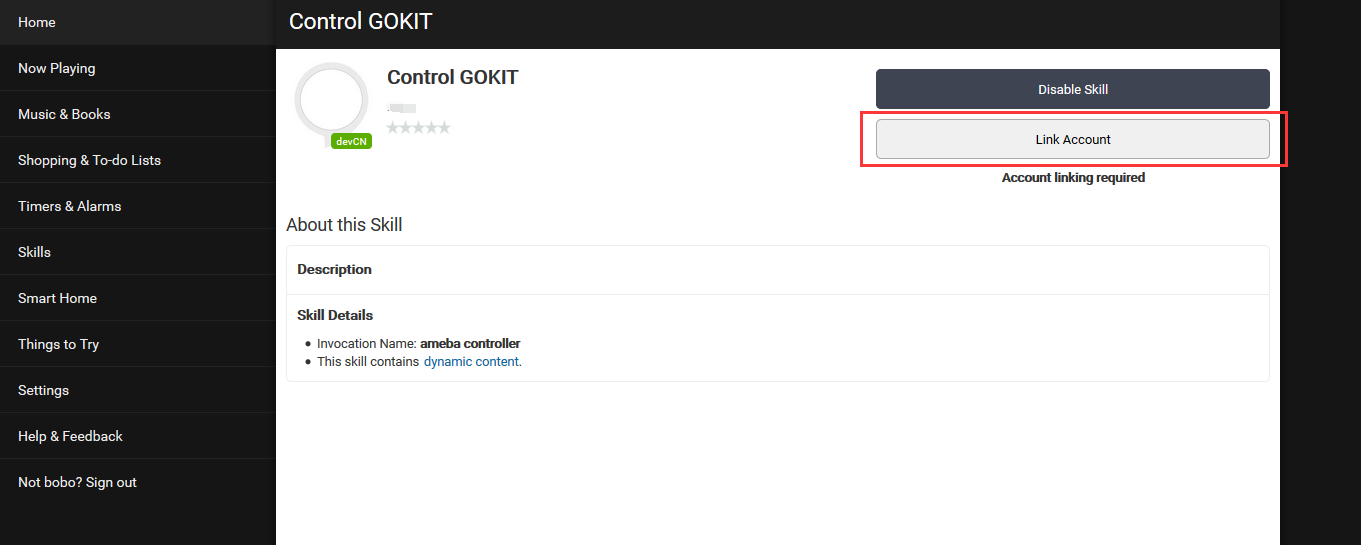 Home
Now Playing
Music & Books
Shopping & To-do Lists
Timers & Alarms
Skills
Smart Home
Things to Try
Settings
Help & Feedback
Not bobo? Sign out
Control GOKIT
Control GOKIT
devCN
Disable Skill
Link Account
Account linking required
About this Skill
Description
Skill Details
Invocation Name: ameba controller
This skill contains dynamic content.